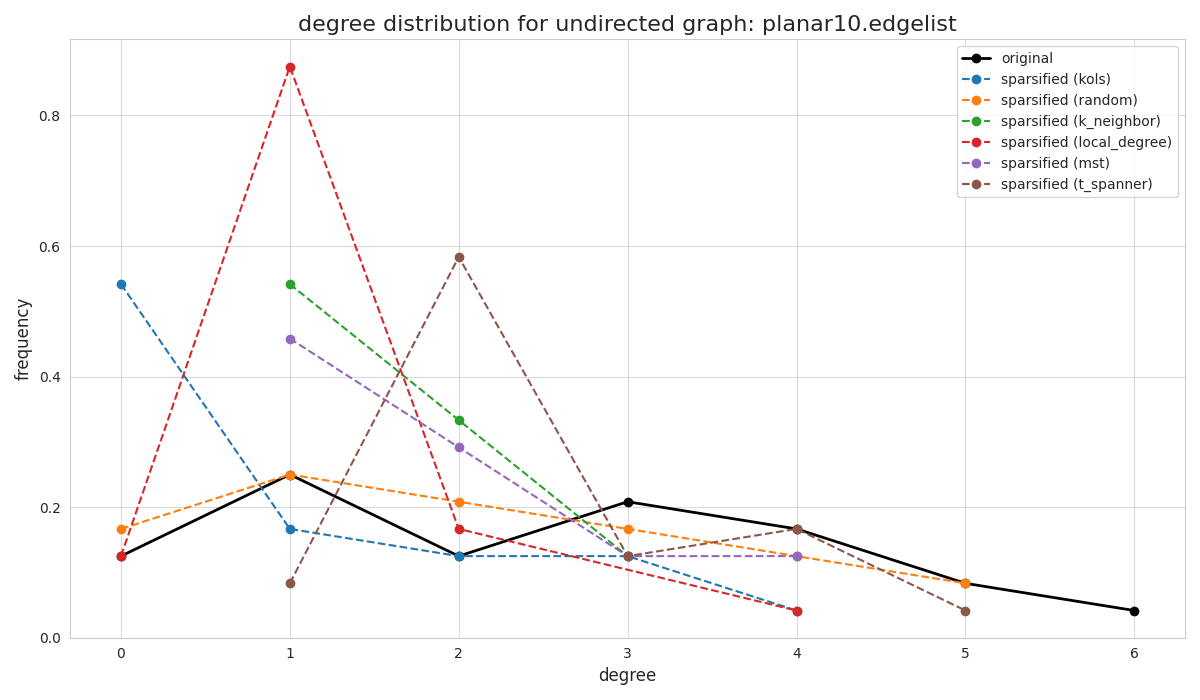 degree distribution for undirected graph: planar10.edgelist
original
sparsified (kols)
sparsified (random)
sparsified (k_neighbor)
sparsified (local_degree)
sparsified (mst)
sparsified (t_spanner)
frequency
0.8
0.6
0.4
0.2
0.0
0 1 2 3 4 5 6
degree